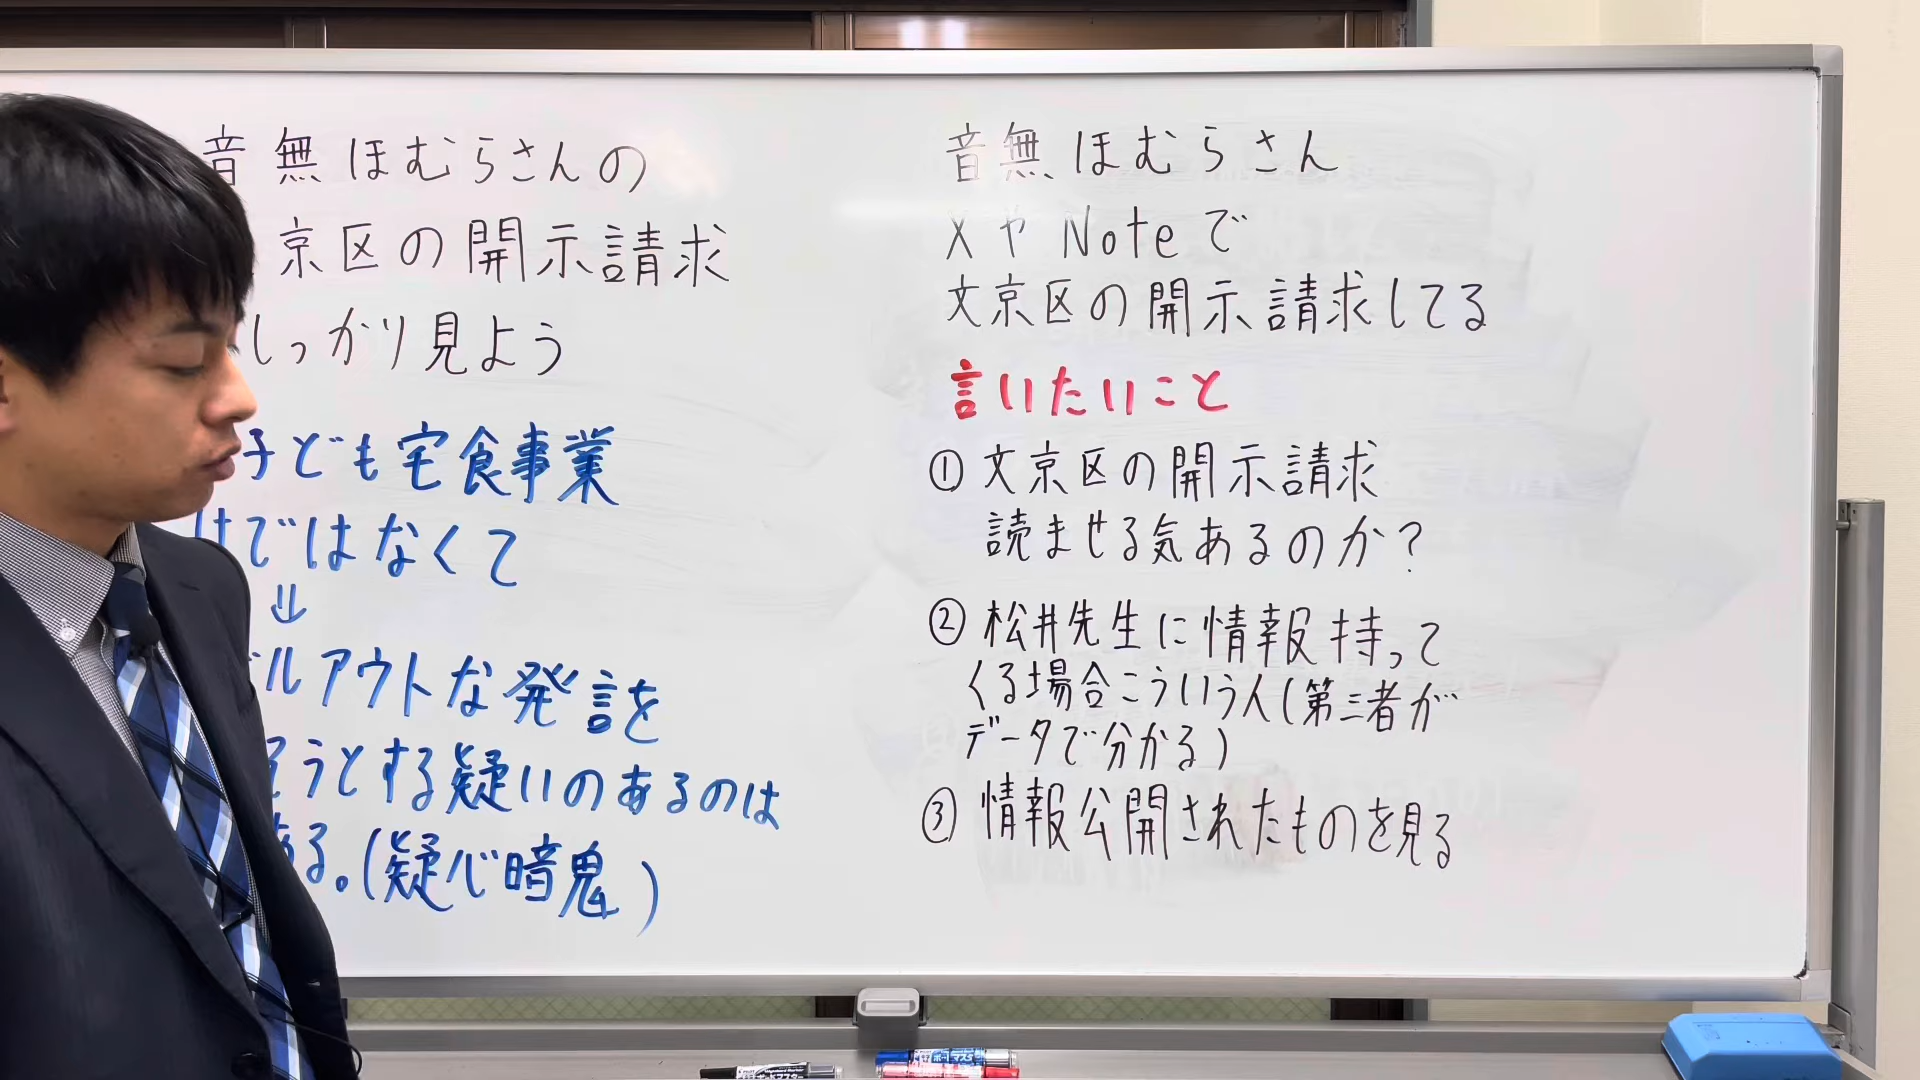 音無ほむらさんの
京区の開示請求
しっかり見よう
子ども宅食事業
けではなくて
⇓
ルアウトな発言を
そうとする疑いのあるのは
ある。(疑心暗鬼)
音無ほむらさん
XやNoteで
文京区の開示請求してる
言いたいこと
①文京区の開示請求
読ませる気あるのか?
②松井先生に情報持って
くる場合こういう人(第三者が
データで分かる)
③情報公開されたものを見る